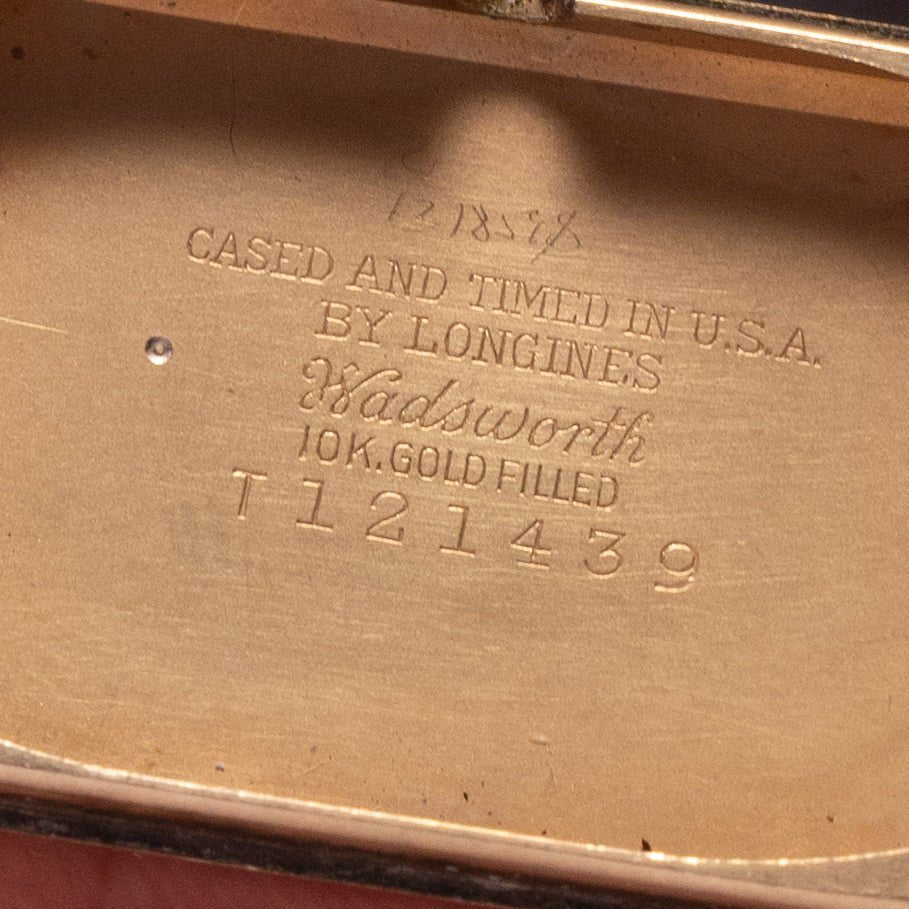 CASED AND TIMED IN U.S.A.
BY LONGINES
Wadsworth
10K. GOLD FILLED
T121439